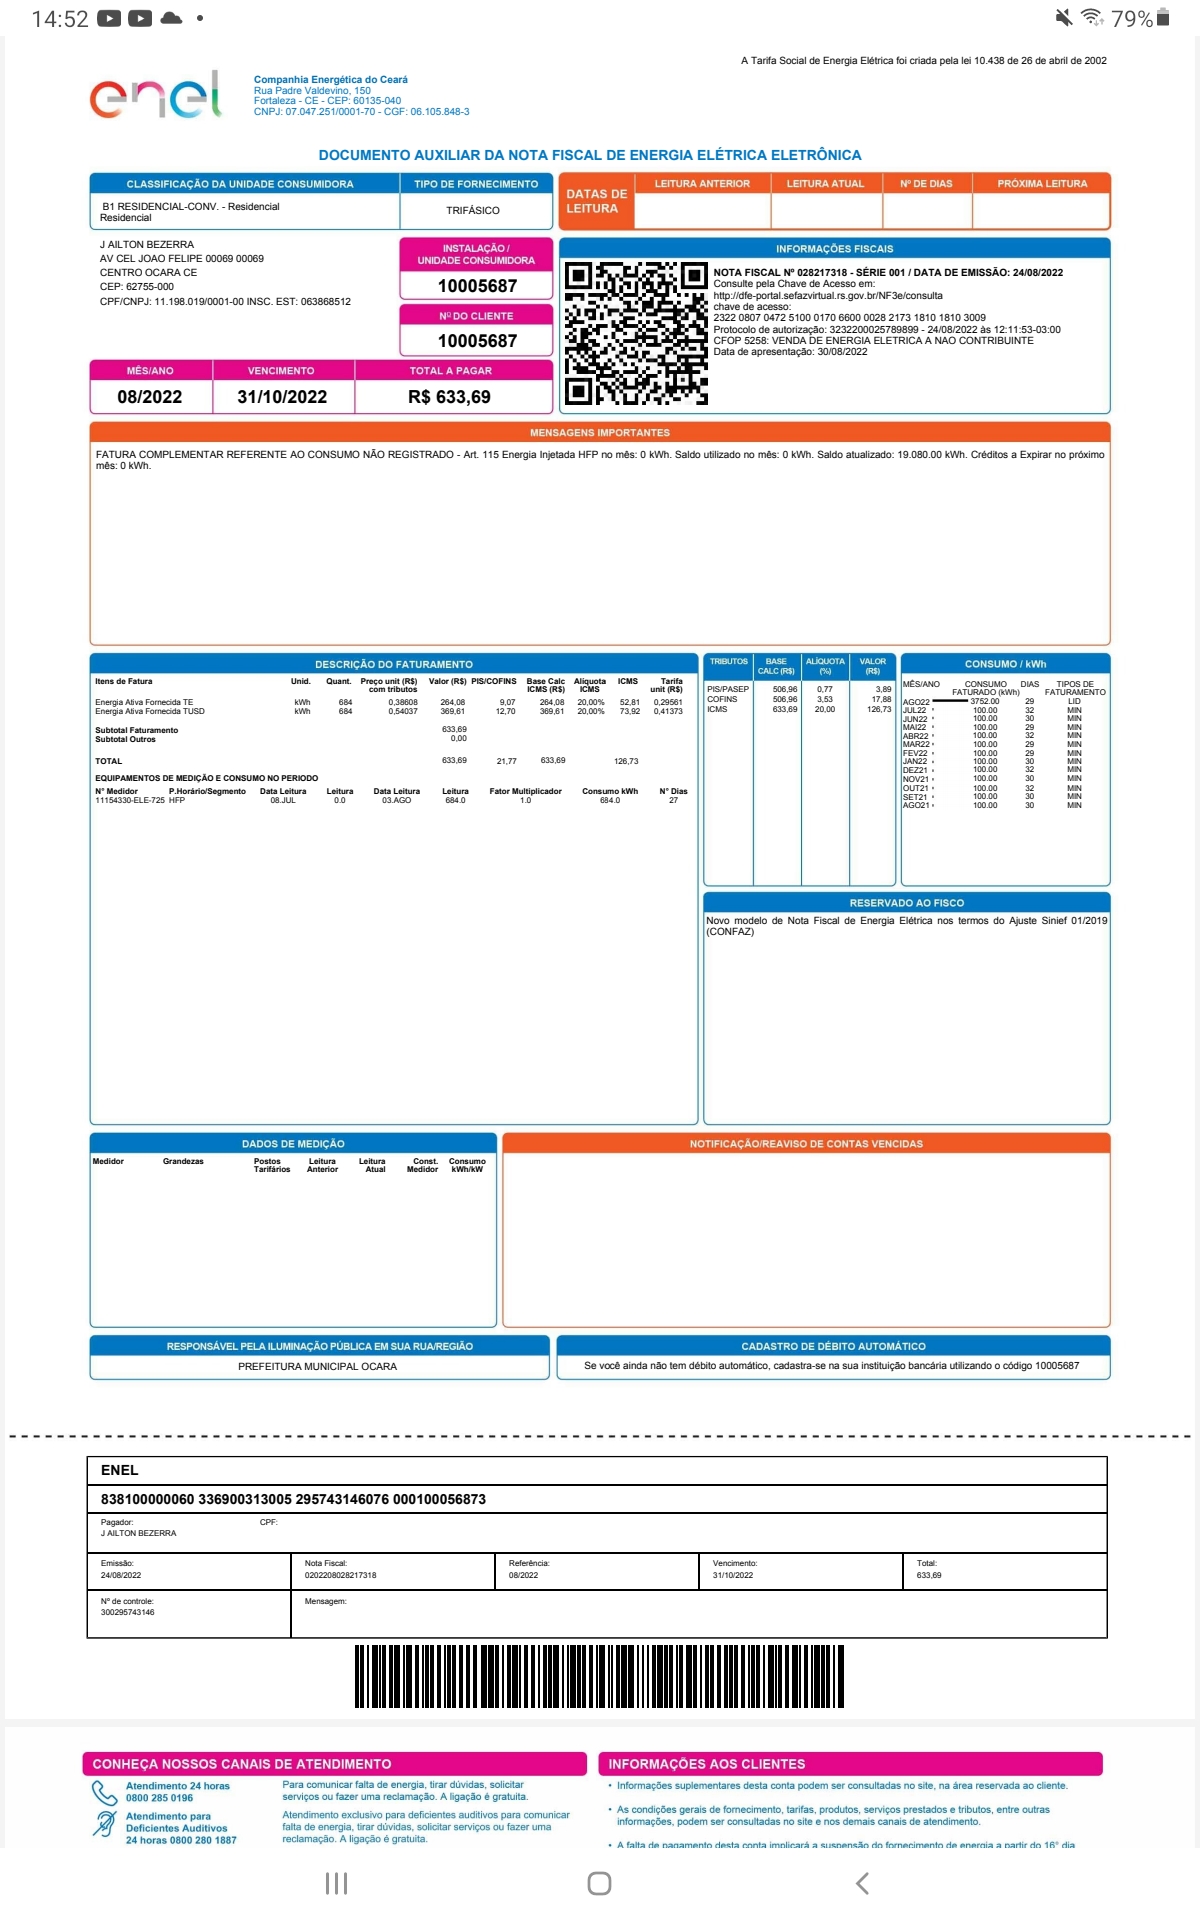 14:52
79%
A Tarifa Social de Energia Elétrica foi criada pela lei 10.438 de 26 de abril de 2002
enel
Companhia Energética do Ceará
Rua Padre Valdevino, 150
Fortaleza - CE - CEP: 60135-040
CNPJ: 07.047.251/0001-70 - CGF: 06.105.848-3
DOCUMENTO AUXILIAR DA NOTA FISCAL DE ENERGIA ELÉTRICA ELETRÔNICA
CLASSIFICAÇÃO DA UNIDADE CONSUMIDORA
TIPO DE FORNECIMENTO
B1 RESIDENCIAL-CONV. - Residencial
Residencial
TRIFÁSICO
DATAS DE LEITURA
LEITURA ANTERIOR
LEITURA ATUAL
Nº DE DIAS
PRÓXIMA LEITURA
J AILTON BEZERRA
AV CEL JOAO FELIPE 00069 00069
CENTRO OCARA CE
CEP: 62755-000
CPF/CNPJ: 11.198.019/0001-00 INSC. EST: 063868512
INSTALAÇÃO /
UNIDADE CONSUMIDORA
10005687
Nº DO CLIENTE
10005687
MÊS/ANO
VENCIMENTO
TOTAL A PAGAR
08/2022
31/10/2022
R$ 633,69
INFORMAÇÕES FISCAIS
NOTA FISCAL Nº 028217318 - SÉRIE 001 / DATA DE EMISSÃO: 24/08/2022
Consulte pela Chave de Acesso em:
http://dfe-portal.sefazvirtual.rs.gov.br/NF3e/consulta
chave de acesso:
2322 0807 0472 5100 0170 6600 0028 2173 1810 1810 3009
Protocolo de autorização: 3232200025789899 - 24/08/2022 às 12:11:53-03:00
CFOP 5258: VENDA DE ENERGIA ELETRICA A NAO CONTRIBUINTE
Data de apresentação: 30/08/2022
MENSAGENS IMPORTANTES
FATURA COMPLEMENTAR REFERENTE AO CONSUMO NÃO REGISTRADO - Art. 115 Energia Injetada HFP no mês: 0 kWh. Saldo utilizado no mês: 0 kWh. Saldo atualizado: 19.080.00 kWh. Créditos a Expirar no próximo
mês: 0 kWh.
DESCRIÇÃO DO FATURAMENTO
Itens de Fatura Unid. Quant. Preço unit (R$) com tributos Valor (R$) PIS/COFINS Base Calc ICMS (R$) Alíquota ICMS ICMS Tarifa unit (R$)
Energia Ativa Fornecida TE kWh 684 0,38608 264,08 9,07 264,08 20,00% 52,81 0,29561
Energia Ativa Fornecida TUSD kWh 684 0,54037 369,61 12,70 369,61 20,00% 73,92 0,41373
Subtotal Faturamento 633,69
Subtotal Outros 0,00
TOTAL 633,69 21,77 633,69 126,73
EQUIPAMENTOS DE MEDIÇÃO E CONSUMO NO PERIODO
N° Medidor P.Horário/Segmento Data Leitura Leitura Data Leitura Leitura Fator Multiplicador Consumo kWh N° Dias
11154330-ELE-725 HFP 08.JUL 0.0 03.AGO 684.0 1.0 684.0 27
TRIBUTOS BASE CALC (R$) ALÍQUOTA (%) VALOR (R$)
PIS/PASEP 506,96 0,77 3,89
COFINS 506,96 3,53 17,88
ICMS 633,69 20,00 126,73
CONSUMO / kWh
MÊS/ANO CONSUMO FATURADO (kWh) DIAS TIPOS DE FATURAMENTO
AGO22 3752.00 29 LID
JUL22 100.00 32 MIN
JUN22 100.00 30 MIN
MAI22 100.00 29 MIN
ABR22 100.00 32 MIN
MAR22 100.00 29 MIN
FEV22 100.00 29 MIN
JAN22 100.00 30 MIN
DEZ21 100.00 32 MIN
NOV21 100.00 30 MIN
OUT21 100.00 32 MIN
SET21 100.00 30 MIN
AGO21 100.00 30 MIN
RESERVADO AO FISCO
Novo modelo de Nota Fiscal de Energia Elétrica nos termos do Ajuste Sinief 01/2019
(CONFAZ)
DADOS DE MEDIÇÃO
Medidor Grandezas Postos Tarifários Leitura Anterior Leitura Atual Const. Medidor Consumo kWh/kW
NOTIFICAÇÃO/REAVISO DE CONTAS VENCIDAS
RESPONSÁVEL PELA ILUMINAÇÃO PÚBLICA EM SUA RUA/REGIÃO
PREFEITURA MUNICIPAL OCARA
CADASTRO DE DÉBITO AUTOMÁTICO
Se você ainda não tem débito automático, cadastra-se na sua instituição bancária utilizando o código 10005687
ENEL
838100000060 336900313005 295743146076 000100056873
Pagador: CPF:
J AILTON BEZERRA
Emissão: Nota Fiscal: Referência: Vencimento: Total:
24/08/2022 0202208028217318 08/2022 31/10/2022 633,69
Nº de controle: Mensagem:
300295743146
CONHEÇA NOSSOS CANAIS DE ATENDIMENTO
Atendimento 24 horas
0800 285 0196
Para comunicar falta de energia, tirar dúvidas, solicitar
serviços ou fazer uma reclamação. A ligação é gratuita.
Atendimento para
Deficientes Auditivos
24 horas 0800 280 1887
Atendimento exclusivo para deficientes auditivos para comunicar
falta de energia, tirar dúvidas, solicitar serviços ou fazer uma
reclamação. A ligação é gratuita.
INFORMAÇÕES AOS CLIENTES
• Informações suplementares desta conta podem ser consultadas no site, na área reservada ao cliente.
• As condições gerais de fornecimento, tarifas, produtos, serviços prestados e tributos, entre outras
informações, podem ser consultadas no site e nos demais canais de atendimento.
• A falta de pagamento desta conta implicará a suspensão do fornecimento de energia a partir do 16° dia